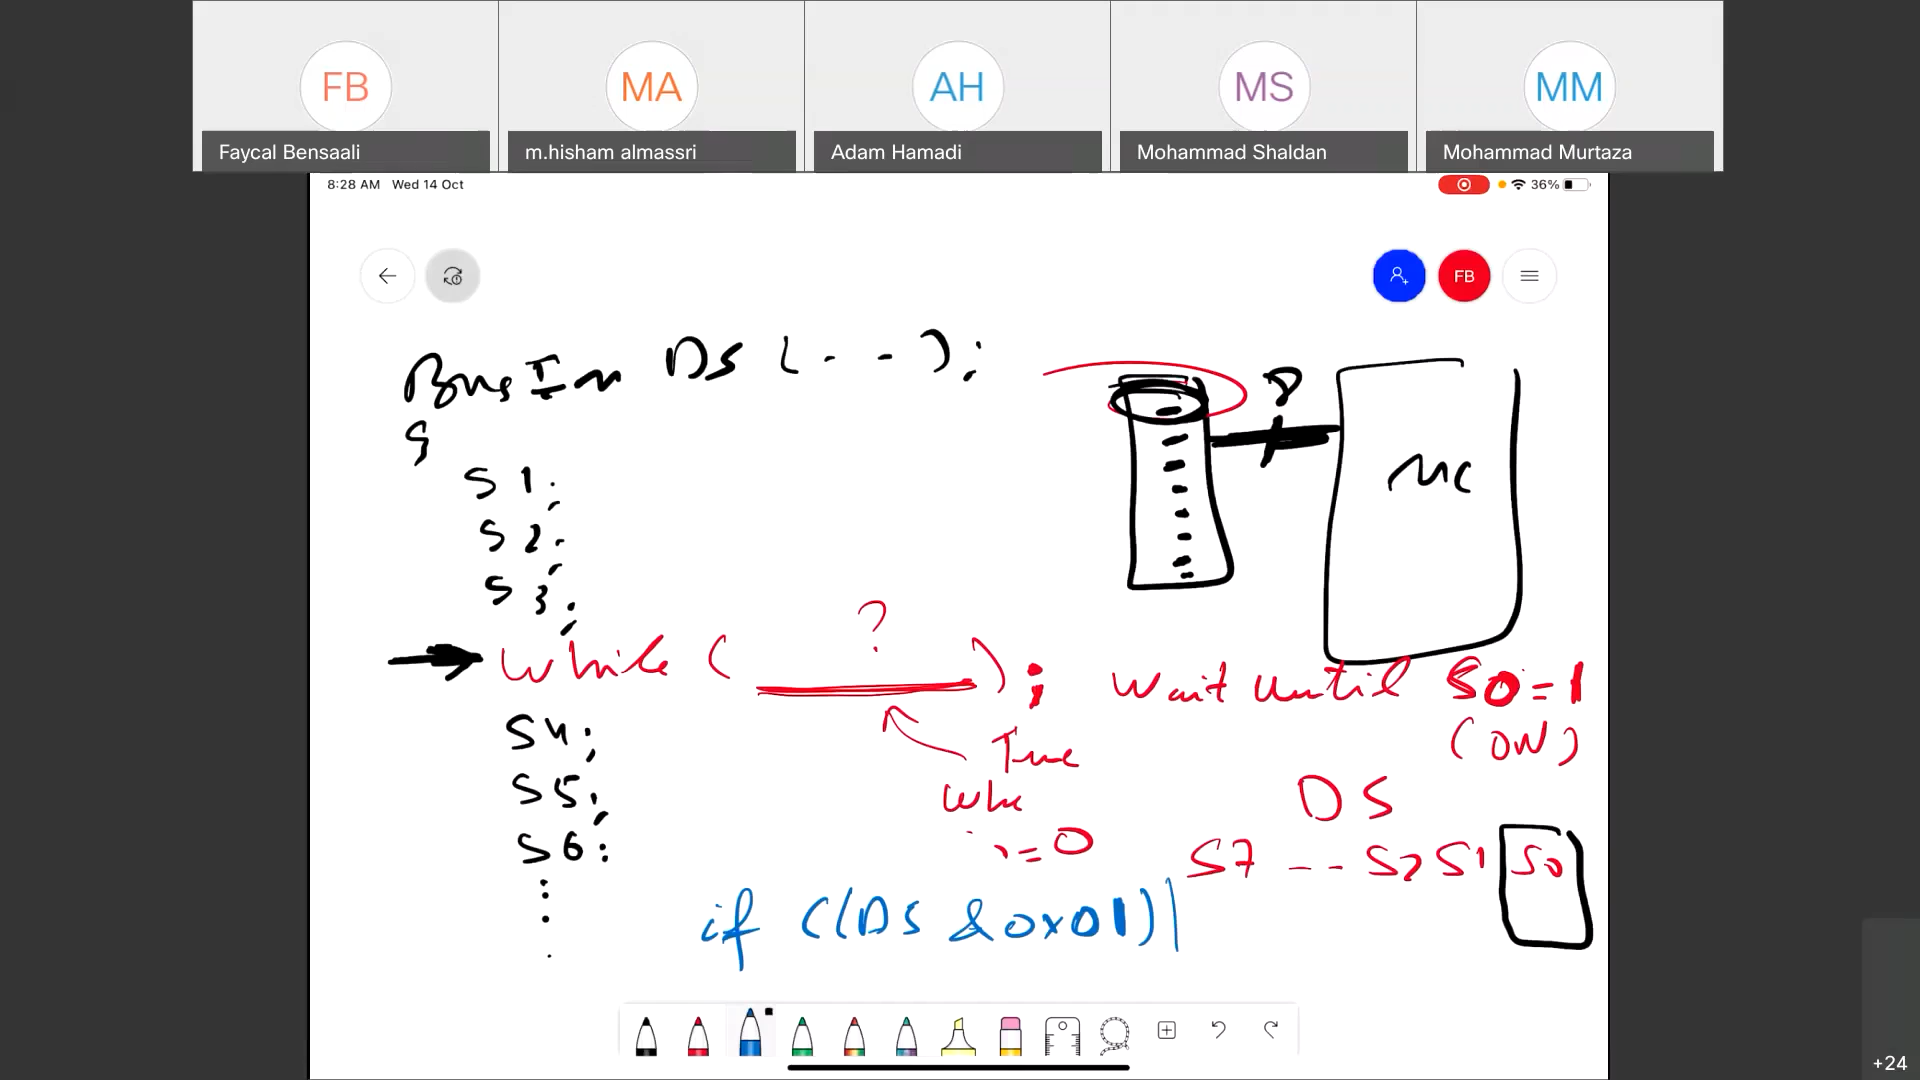 FB MA AH MS MM
Faycal Bensaali m.hisham almassri Adam Hamadi Mohammad Shaldan Mohammad Murtaza
8:28 AM Wed 14 Oct 36%
FB
BusIn DS (- -);
{
S1;
S2;
S3;
8
MC
?
while ( );
wait until S0=1
(ON)
True
Whe
=0
S4;
S5;
S6;
DS
S7 -- S2 S1 S0
if ((DS & 0x01)
+24